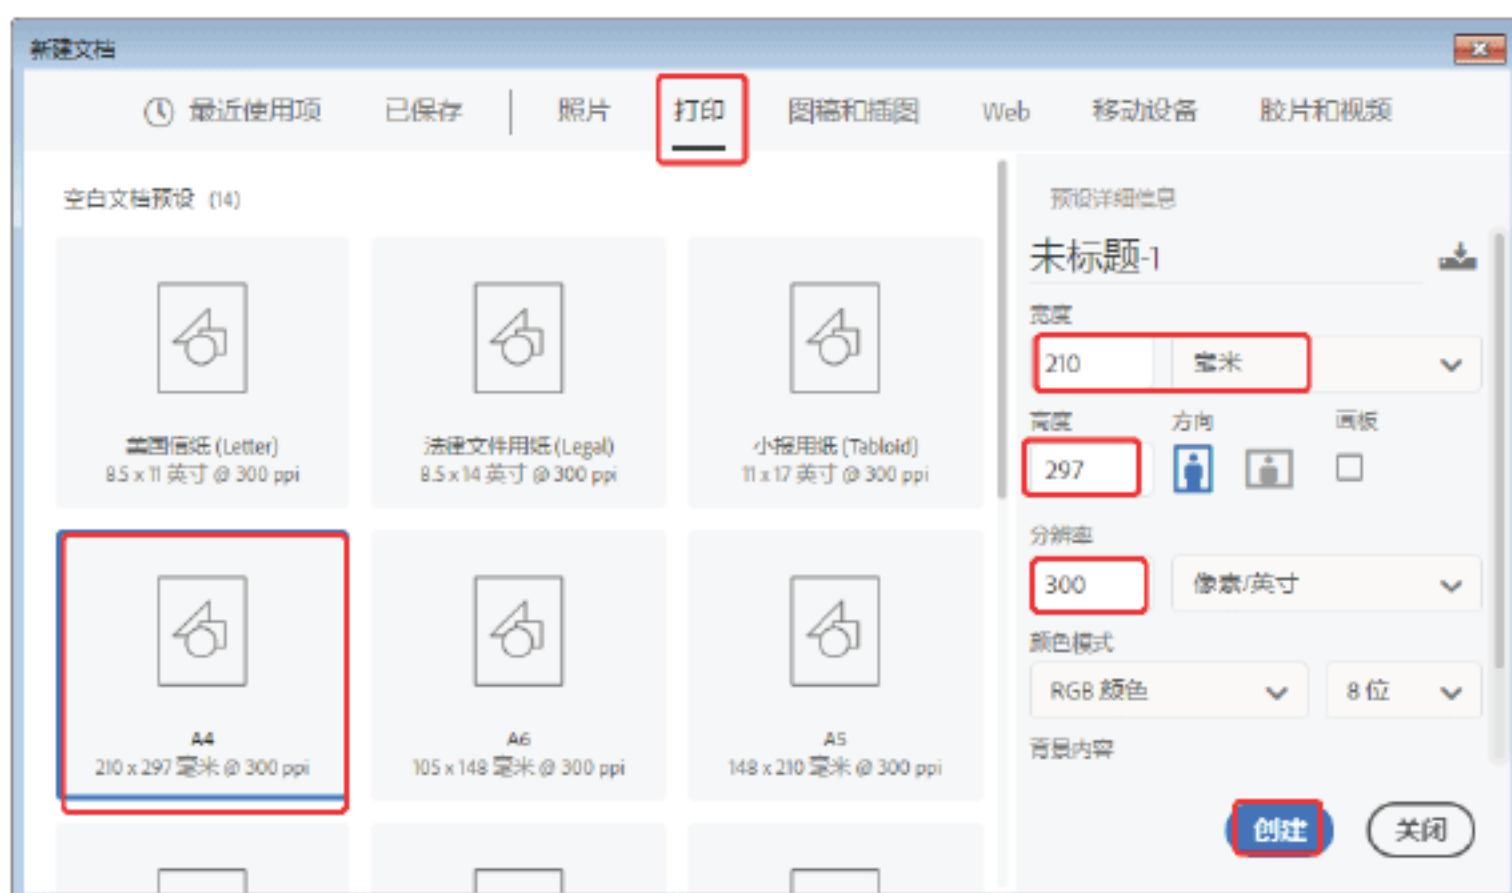 新建文档
最近使用项 已保存 照片 打印 图稿和插图 Web 移动设备 胶片和视频
空白文档预设 (14)
美国信纸 (Letter)
8.5 x 11 英寸 @ 300 ppi
法律文件用纸 (Legal)
8.5 x 14 英寸 @ 300 ppi
小报用纸 (Tabloid)
11 x 17 英寸 @ 300 ppi
A4
210 x 297 毫米 @ 300 ppi
A6
105 x 148 毫米 @ 300 ppi
A5
148 x 210 毫米 @ 300 ppi
预设详细信息
未标题-1
宽度
210 毫米
高度 方向 画板
297
分辨率
300 像素/英寸
颜色模式
RGB 颜色 8 位
背景内容
创建 关闭